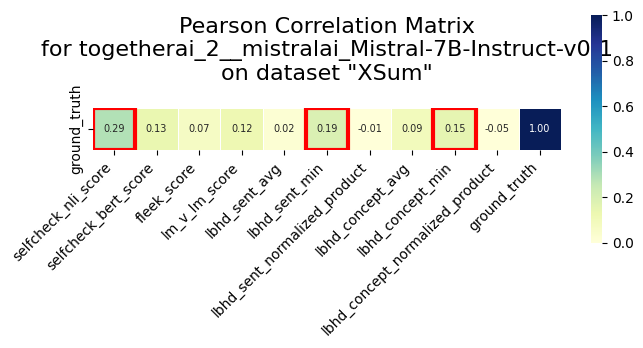 Pearson Correlation Matrix
for togetherai_2__mistralai_Mistral-7B-Instruct-v0.1
on dataset "XSum"
ground_truth
0.29 0.13 0.07 0.12 0.02 0.19 -0.01 0.09 0.15 -0.05 1.00
selfcheck_nli_score
selfcheck_bert_score
fleek_score
lm_v_lm_score
lbhd_sent_avg
lbhd_sent_min
lbhd_sent_normalized_product
lbhd_concept_avg
lbhd_concept_min
lbhd_concept_normalized_product
ground_truth
1.0
0.8
0.6
0.4
0.2
0.0